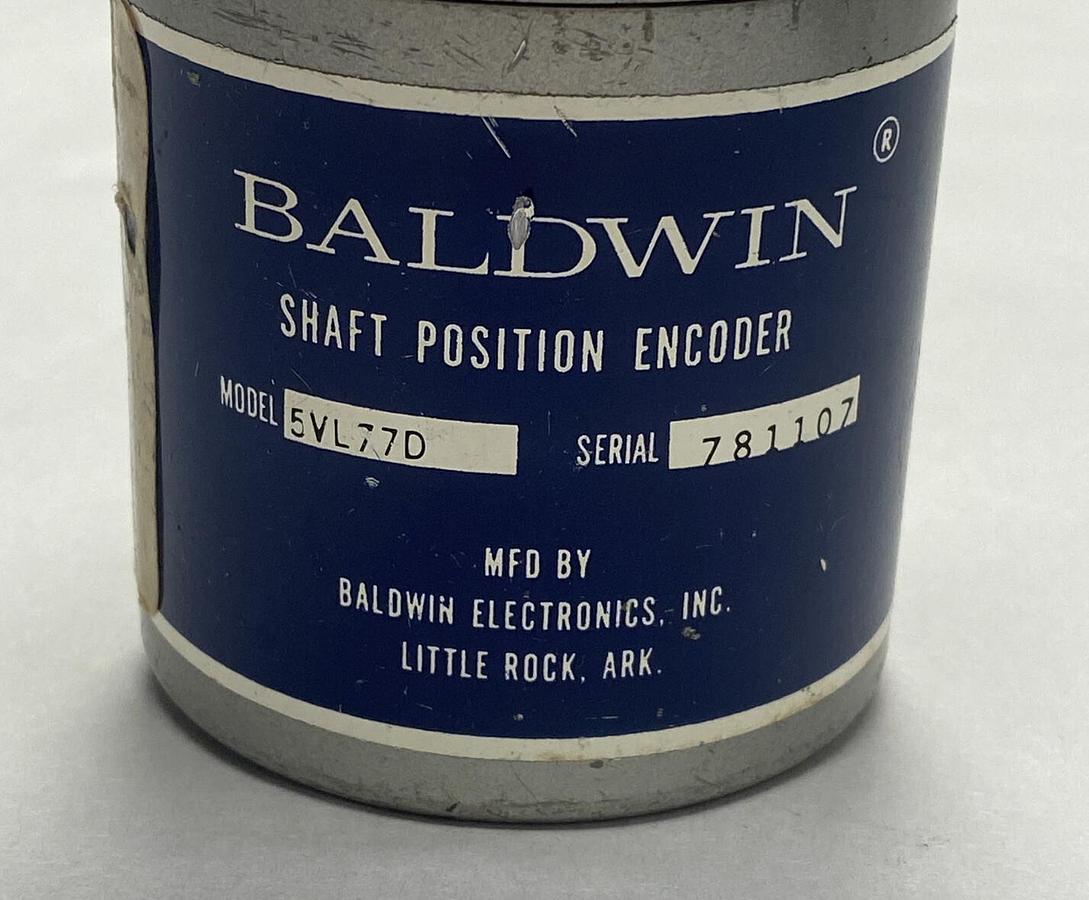 BALDWIN ®
SHAFT POSITION ENCODER
MODEL 5VL77D SERIAL 781107
MFD BY
BALDWIN ELECTRONICS, INC.
LITTLE ROCK, ARK.